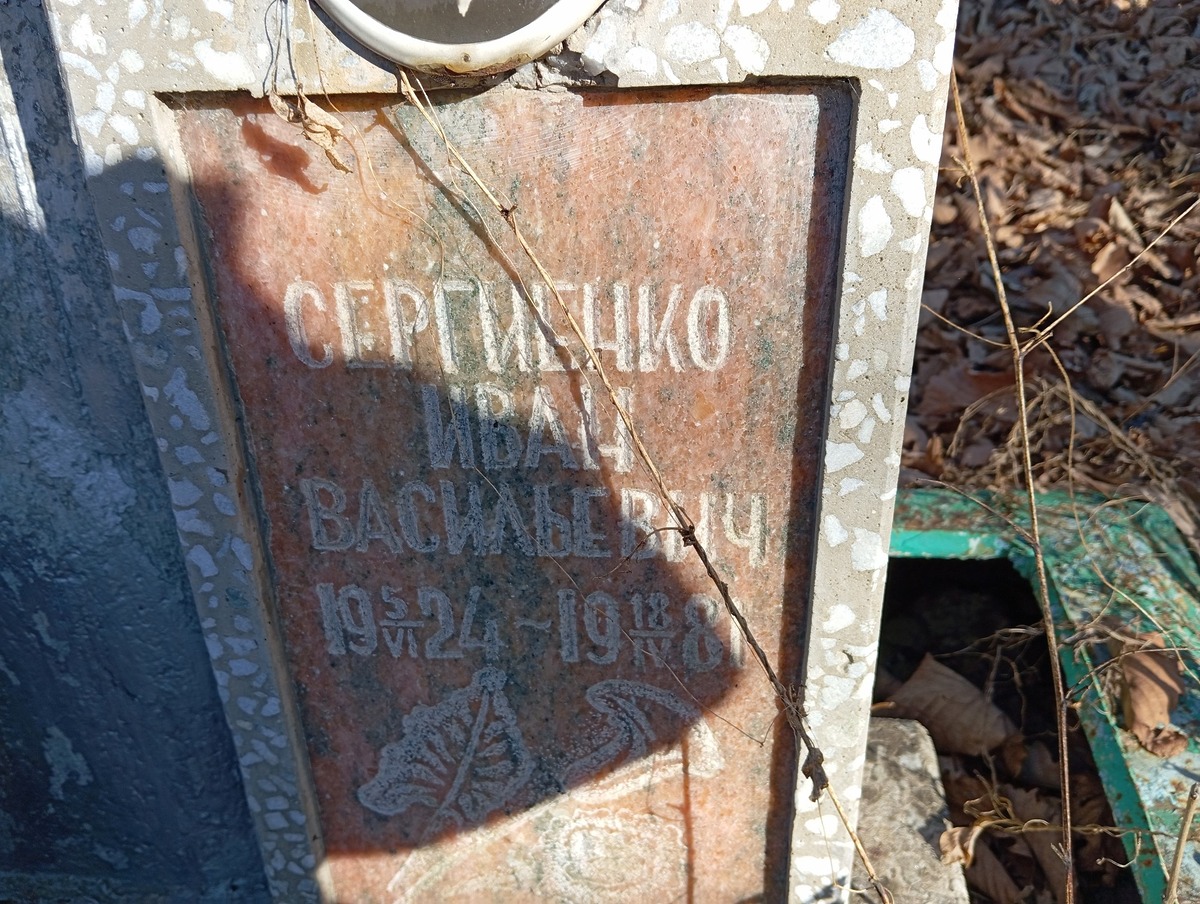 СЕРГИЕНКО
ИВАН
ВАСИЛЬЕВИЧ
19 5/VI 24 - 19 18/IV 81